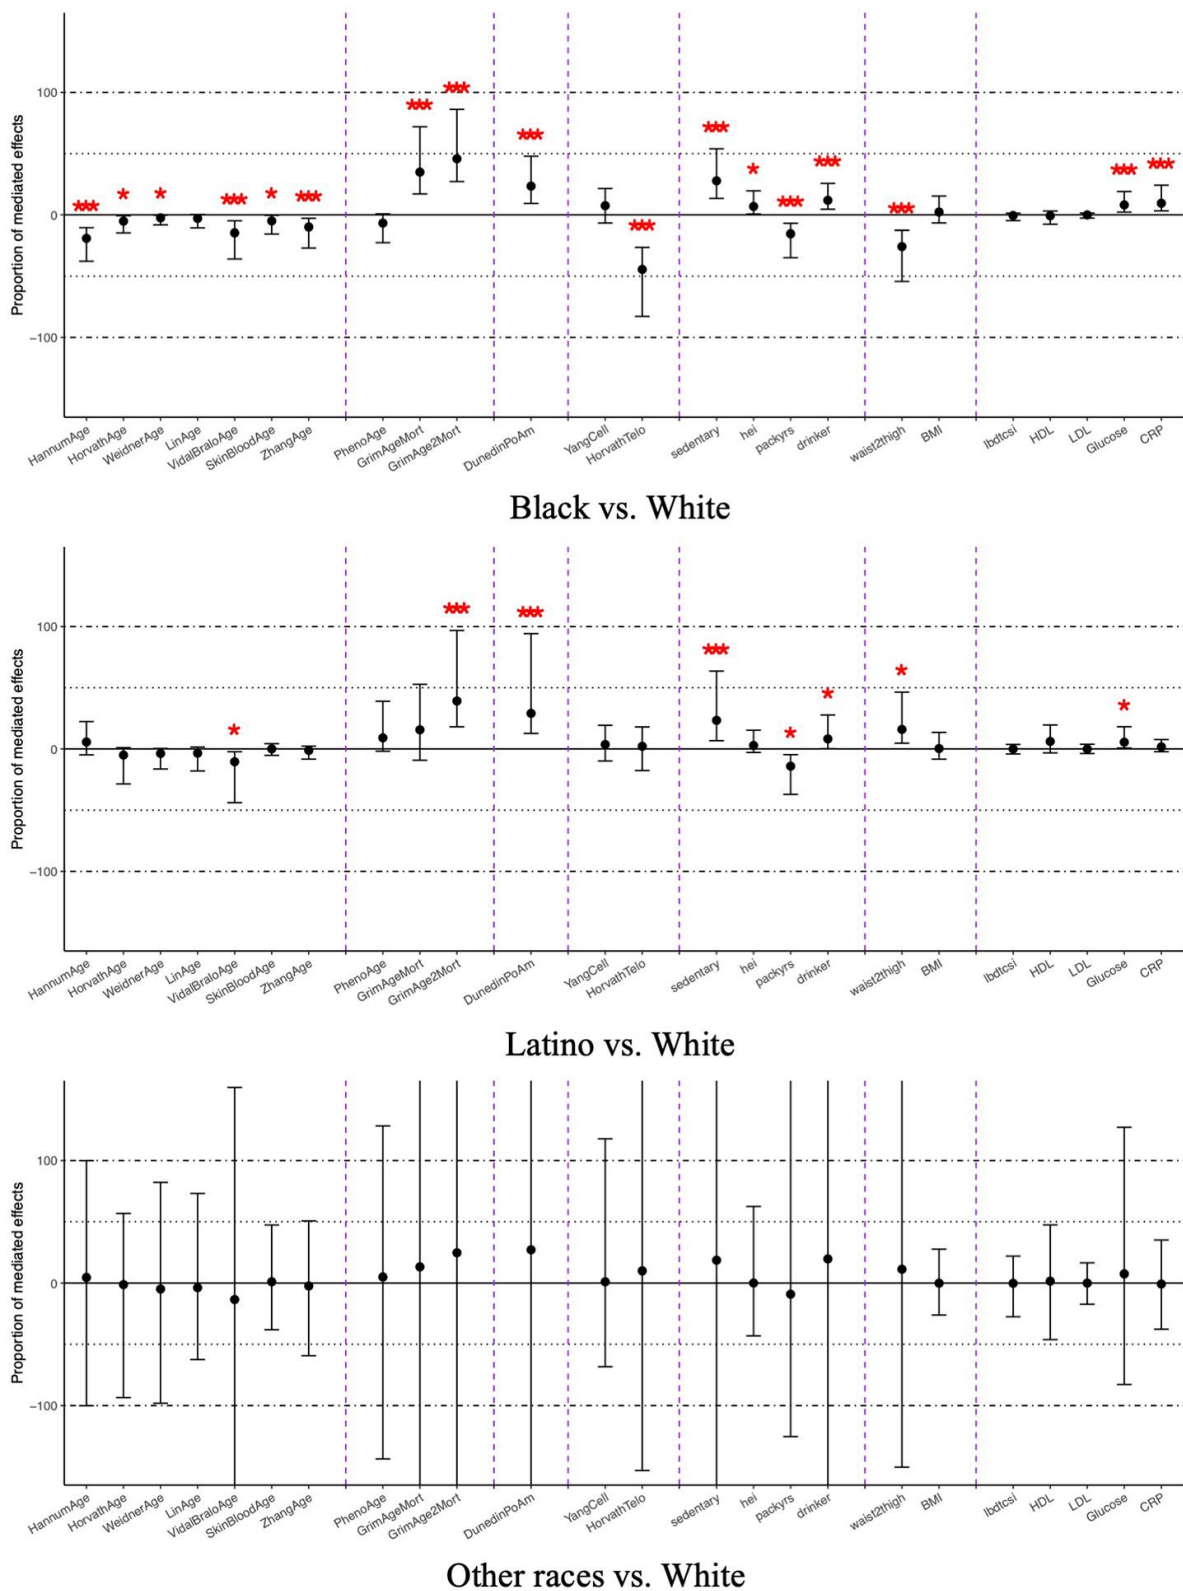 Proportion of mediated effects
100
0
−100
*** * * *** * *** *** *** *** *** *** * *** *** *** *** ***
HannumAge HorvathAge WeidnerAge LinAge VidalBraloAge SkinBloodAge ZhangAge PhenoAge GrimAgeMort GrimAge2Mort DunedinPoAm YangCell HorvathTelo sedentary hei packyrs drinker waist2thigh BMI lbdtcsi HDL LDL Glucose CRP
Black vs. White
Proportion of mediated effects
100
0
−100
* *** *** *** * * * *
HannumAge HorvathAge WeidnerAge LinAge VidalBraloAge SkinBloodAge ZhangAge PhenoAge GrimAgeMort GrimAge2Mort DunedinPoAm YangCell HorvathTelo sedentary hei packyrs drinker waist2thigh BMI lbdtcsi HDL LDL Glucose CRP
Latino vs. White
Proportion of mediated effects
100
0
−100
HannumAge HorvathAge WeidnerAge LinAge VidalBraloAge SkinBloodAge ZhangAge PhenoAge GrimAgeMort GrimAge2Mort DunedinPoAm YangCell HorvathTelo sedentary hei packyrs drinker waist2thigh BMI lbdtcsi HDL LDL Glucose CRP
Other races vs. White